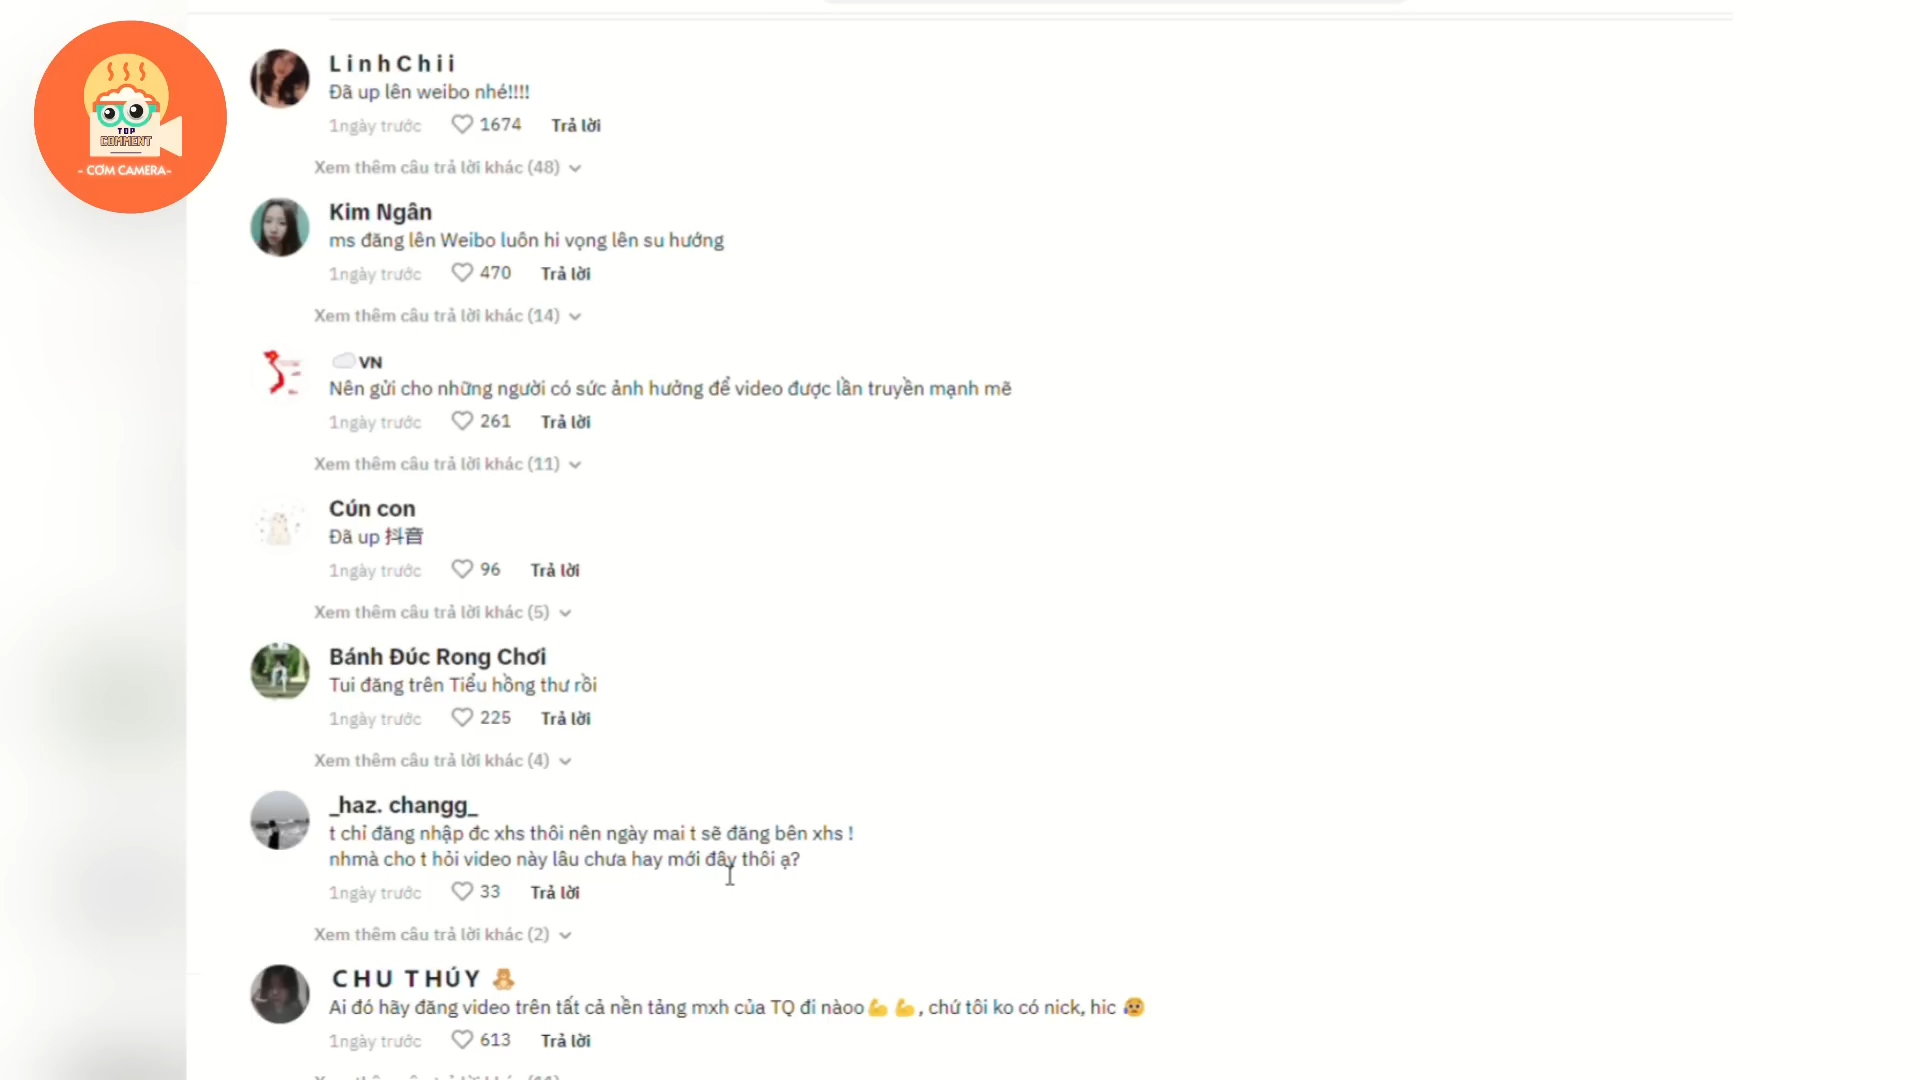 TOP
COMMENT
- CƠM CAMERA-
LinhChii
Đã up lên weibo nhé!!!!
1ngày trước 1674 Trả lời
Xem thêm câu trả lời khác (48)
Kim Ngân
ms đăng lên Weibo luôn hi vọng lên su hướng
1ngày trước 470 Trả lời
Xem thêm câu trả lời khác (14)
☁️VN
Nên gửi cho những người có sức ảnh hưởng để video được lần truyền mạnh mẽ
1ngày trước 261 Trả lời
Xem thêm câu trả lời khác (11)
Cún con
Đã up 抖音
1ngày trước 96 Trả lời
Xem thêm câu trả lời khác (5)
Bánh Đúc Rong Chơi
Tui đăng trên Tiểu hồng thư rồi
1ngày trước 225 Trả lời
Xem thêm câu trả lời khác (4)
_haz. changg_
t chỉ đăng nhập đc xhs thôi nên ngày mai t sẽ đăng bên xhs !
nhmà cho t hỏi video này lâu chưa hay mới đây thôi ạ?
1ngày trước 33 Trả lời
Xem thêm câu trả lời khác (2)
CHU THÚY 🧸
Ai đó hãy đăng video trên tất cả nền tảng mxh của TQ đi nàoo💪 💪, chứ tôi ko có nick, hic 😥
1ngày trước 613 Trả lời